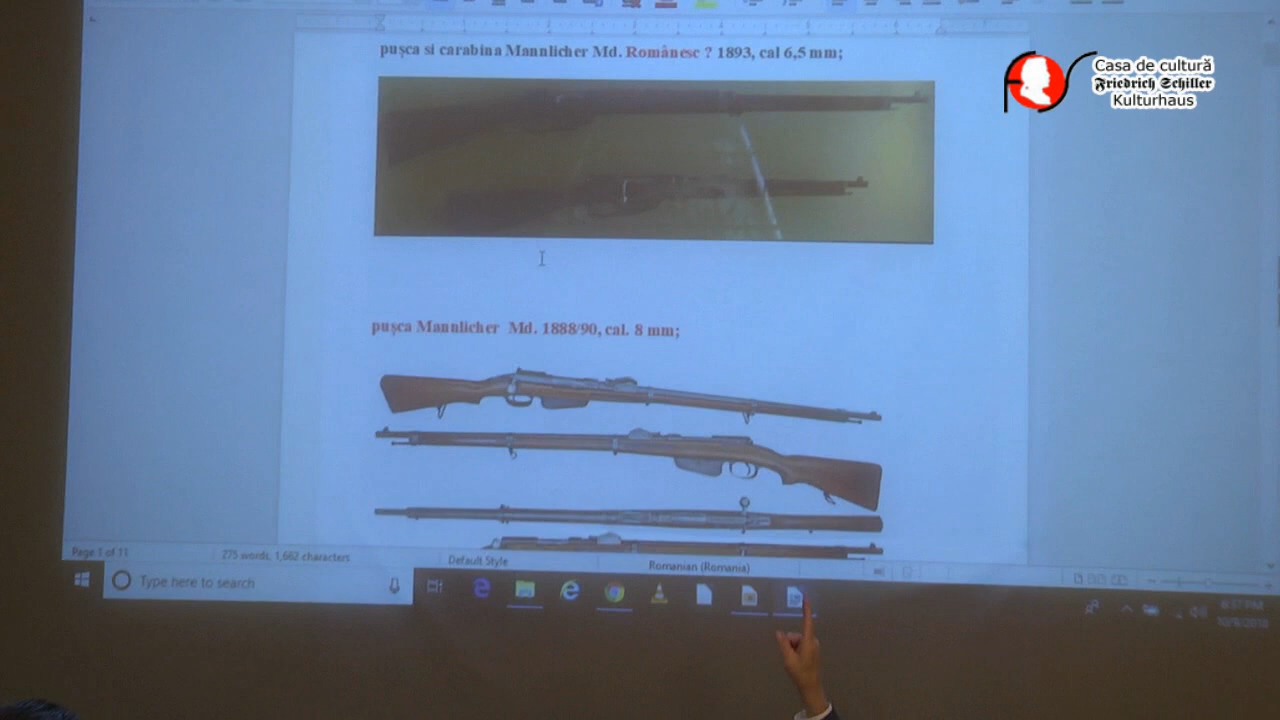 pușca si carabina Mannlicher Md. Românesc ? 1893, cal 6,5 mm;
Casa de cultură
Friedrich Schiller
Kulturhaus
pușca Mannlicher Md. 1888/90, cal. 8 mm;
Page 1 of 11
275 words, 1,662 characters
Default Style
Romanian (Romania)
Type here to search